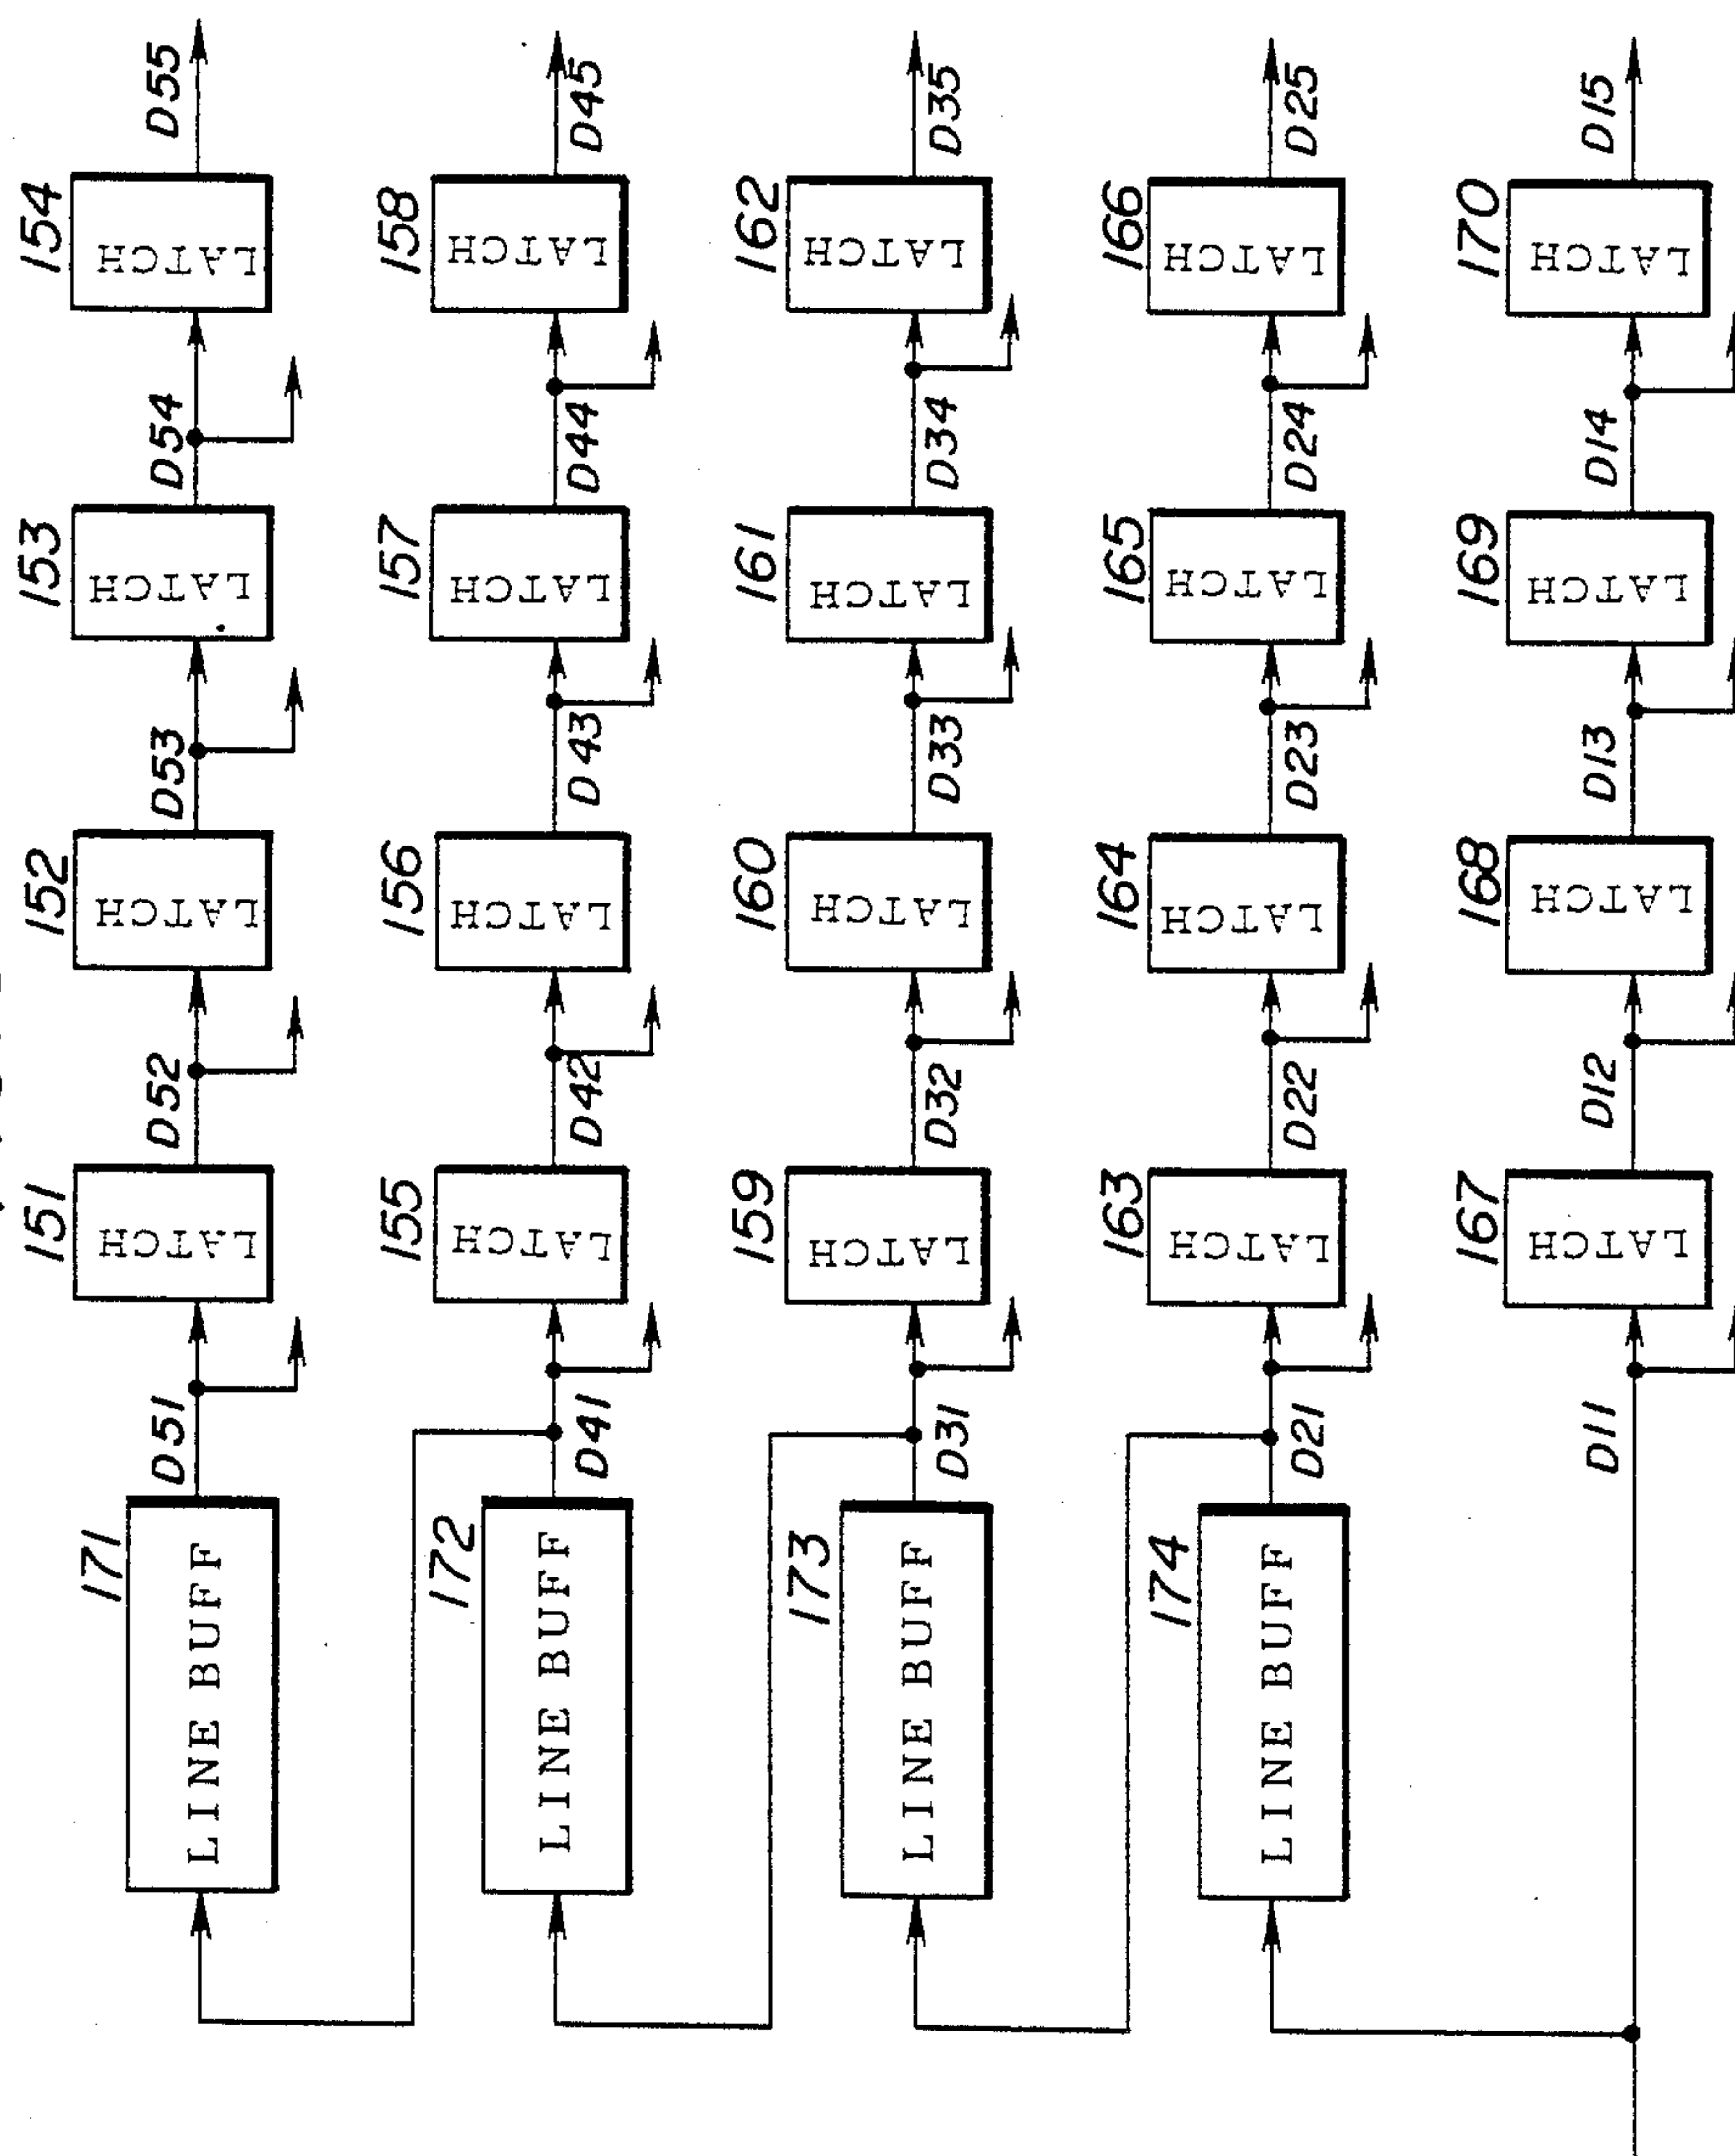 171
LINE BUFF
D51
151
LATCH
D52
152
LATCH
D53
153
LATCH
D54
154
LATCH
D55
172
LINE BUFF
D41
155
LATCH
D42
156
LATCH
D43
157
LATCH
D44
158
LATCH
D45
173
LINE BUFF
D31
159
LATCH
D32
160
LATCH
D33
161
LATCH
D34
162
LATCH
D35
174
LINE BUFF
D21
163
LATCH
D22
164
LATCH
D23
165
LATCH
D24
166
LATCH
D25
D11
167
LATCH
D12
168
LATCH
D13
169
LATCH
D14
170
LATCH
D15